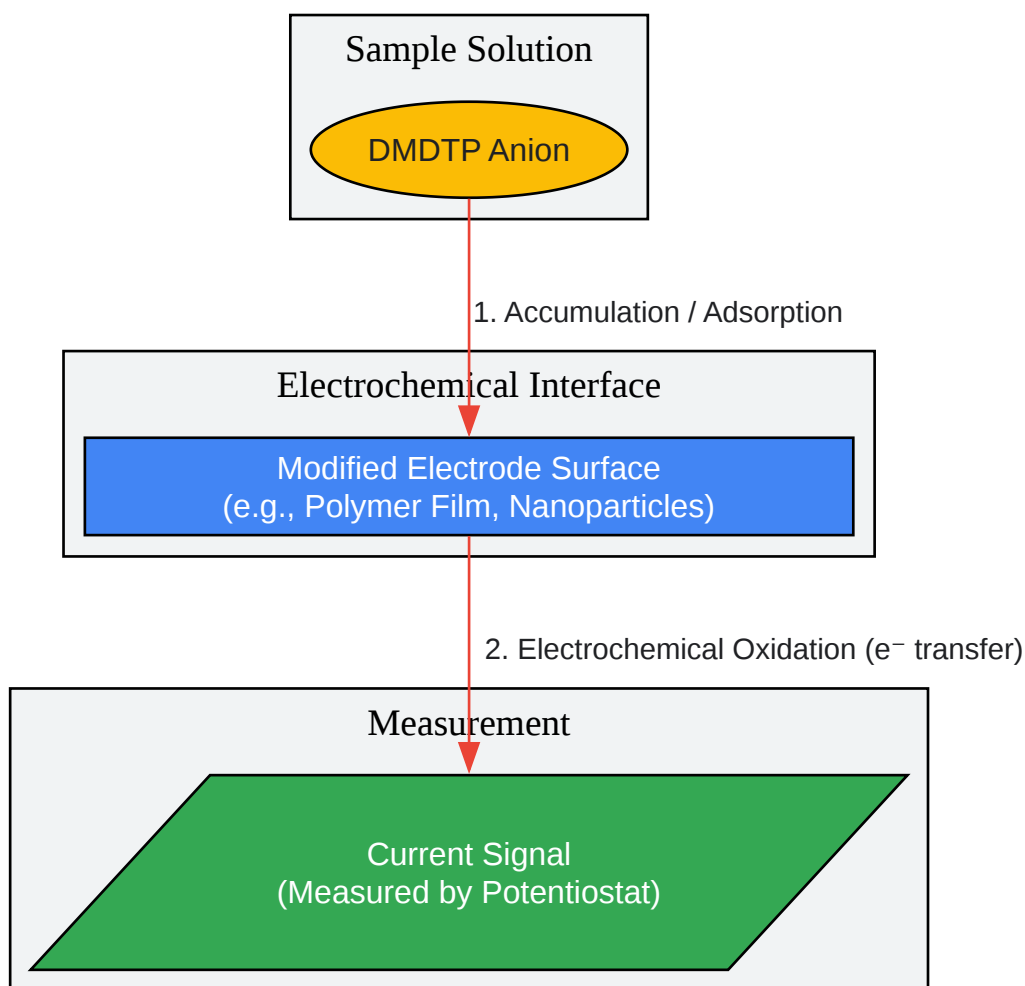 Sample Solution
DMDTP Anion
1. Accumulation / Adsorption
Electrochemical Interface
Modified Electrode Surface
(e.g., Polymer Film, Nanoparticles)
2. Electrochemical Oxidation (e⁻ transfer)
Measurement
Current Signal
(Measured by Potentiostat)